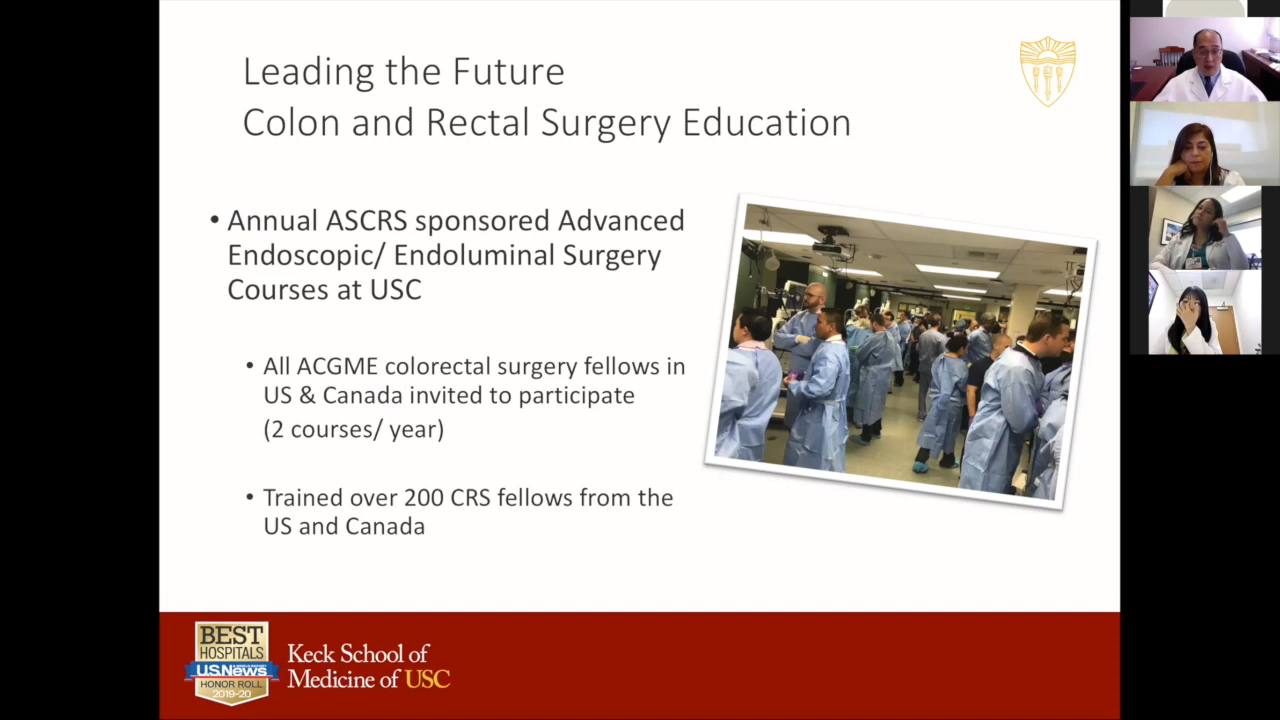 Leading the Future
Colon and Rectal Surgery Education
• Annual ASCRS sponsored Advanced
Endoscopic/ Endoluminal Surgery
Courses at USC
• All ACGME colorectal surgery fellows in
US & Canada invited to participate
(2 courses/ year)
• Trained over 200 CRS fellows from the
US and Canada
BEST
HOSPITALS
U.S.News
HONOR ROLL
2019-20
Keck School of
Medicine of USC